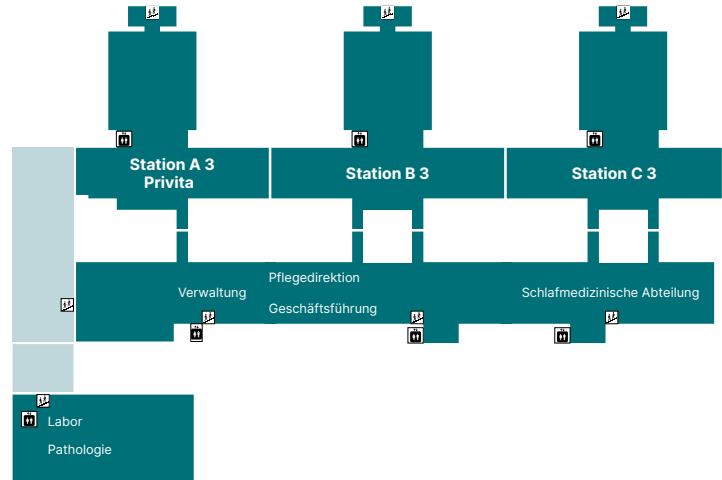 Station A 3
Privita
Station B 3
Station C 3
Pflegedirektion
Verwaltung
Geschäftsführung
Schlafmedizinische Abteilung
Labor
Pathologie